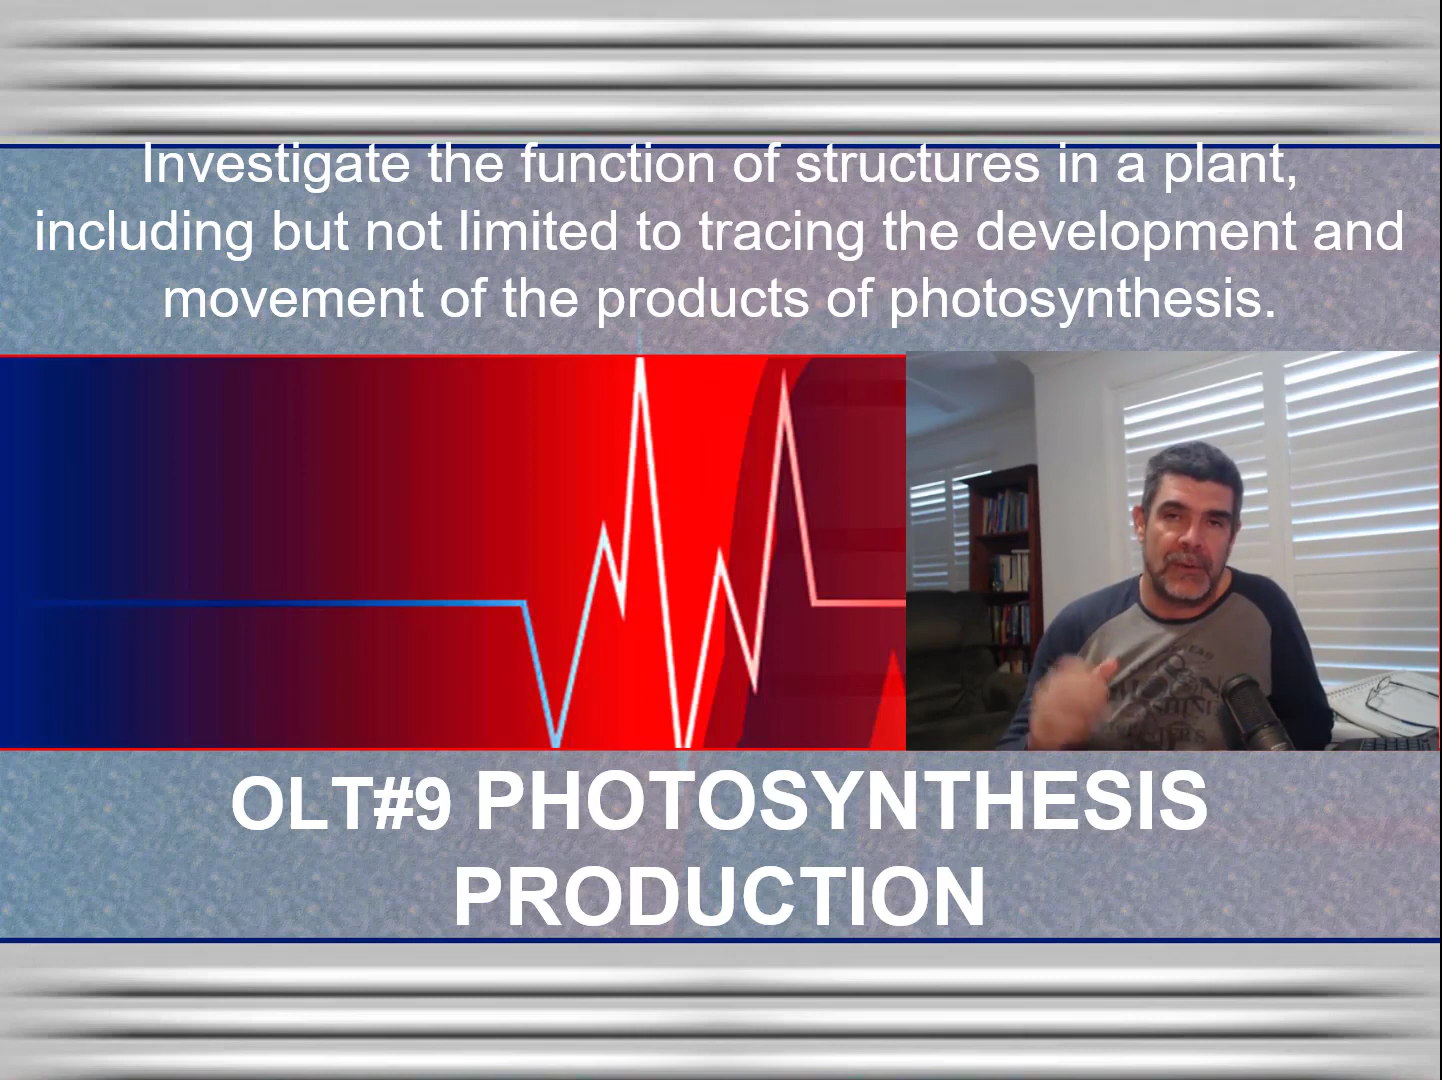 Investigate the function of structures in a plant,
including but not limited to tracing the development and
movement of the products of photosynthesis.
OLT#9 PHOTOSYNTHESIS
PRODUCTION